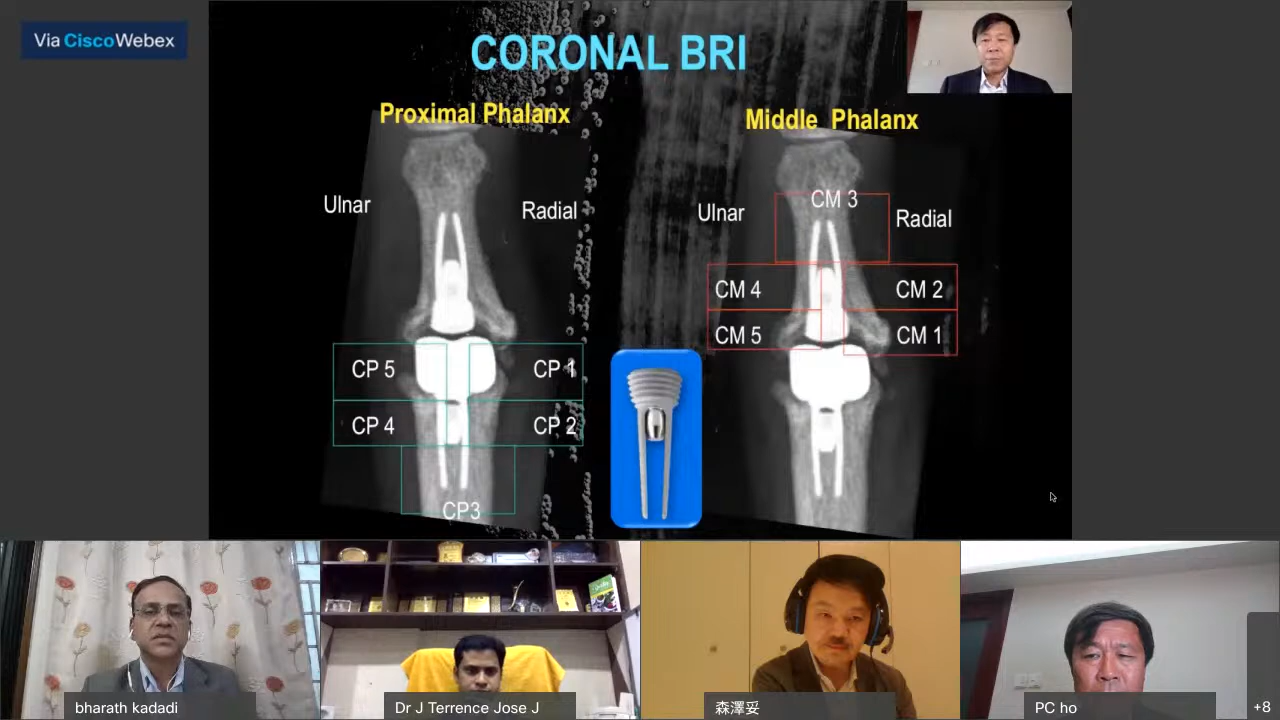 Via Cisco Webex
CORONAL BRI
Proximal Phalanx
Middle Phalanx
Ulnar
Radial
CP 5
CP 1
CP 4
CP 2
CP3
Ulnar
CM 3
Radial
CM 4
CM 2
CM 5
CM 1
bharath kadadi
Dr J Terrence Jose J
森澤妥
PC ho
+8